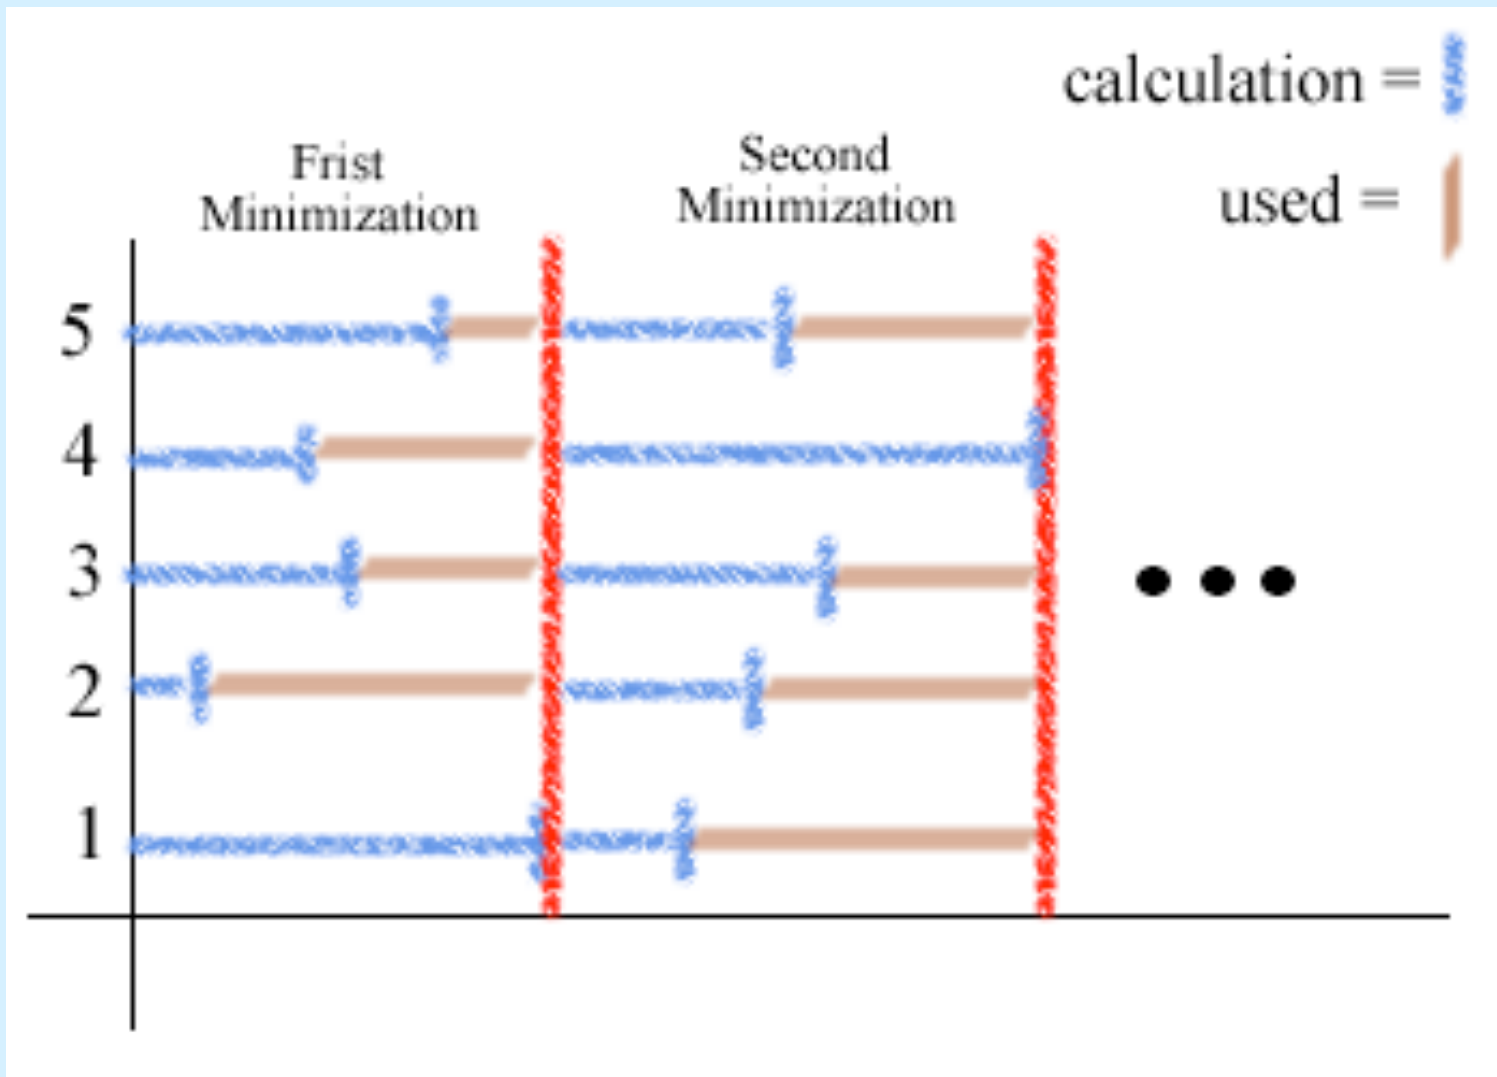 calculation =
used =
Frist
Minimization
Second
Minimization
5
4
3
2
1